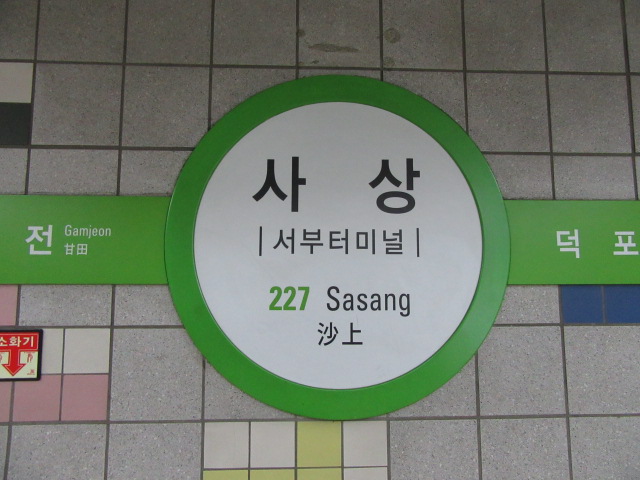 사 상
|서부터미널|
227 Sasang
沙上
전 Gamjeon
甘田
덕 포
소화기